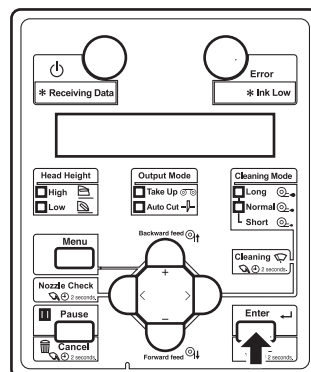 Error
* Receiving Data
* Ink Low
Head Height
High
Low
Output Mode
Take Up
Auto Cut
Cleaning Mode
Long
Normal
Short
Menu
Backward feed
Cleaning
2 seconds.
Nozzle Check
2 seconds.
+
< >
−
Pause
Cancel
2 seconds.
Forward feed
Enter
2 seconds.